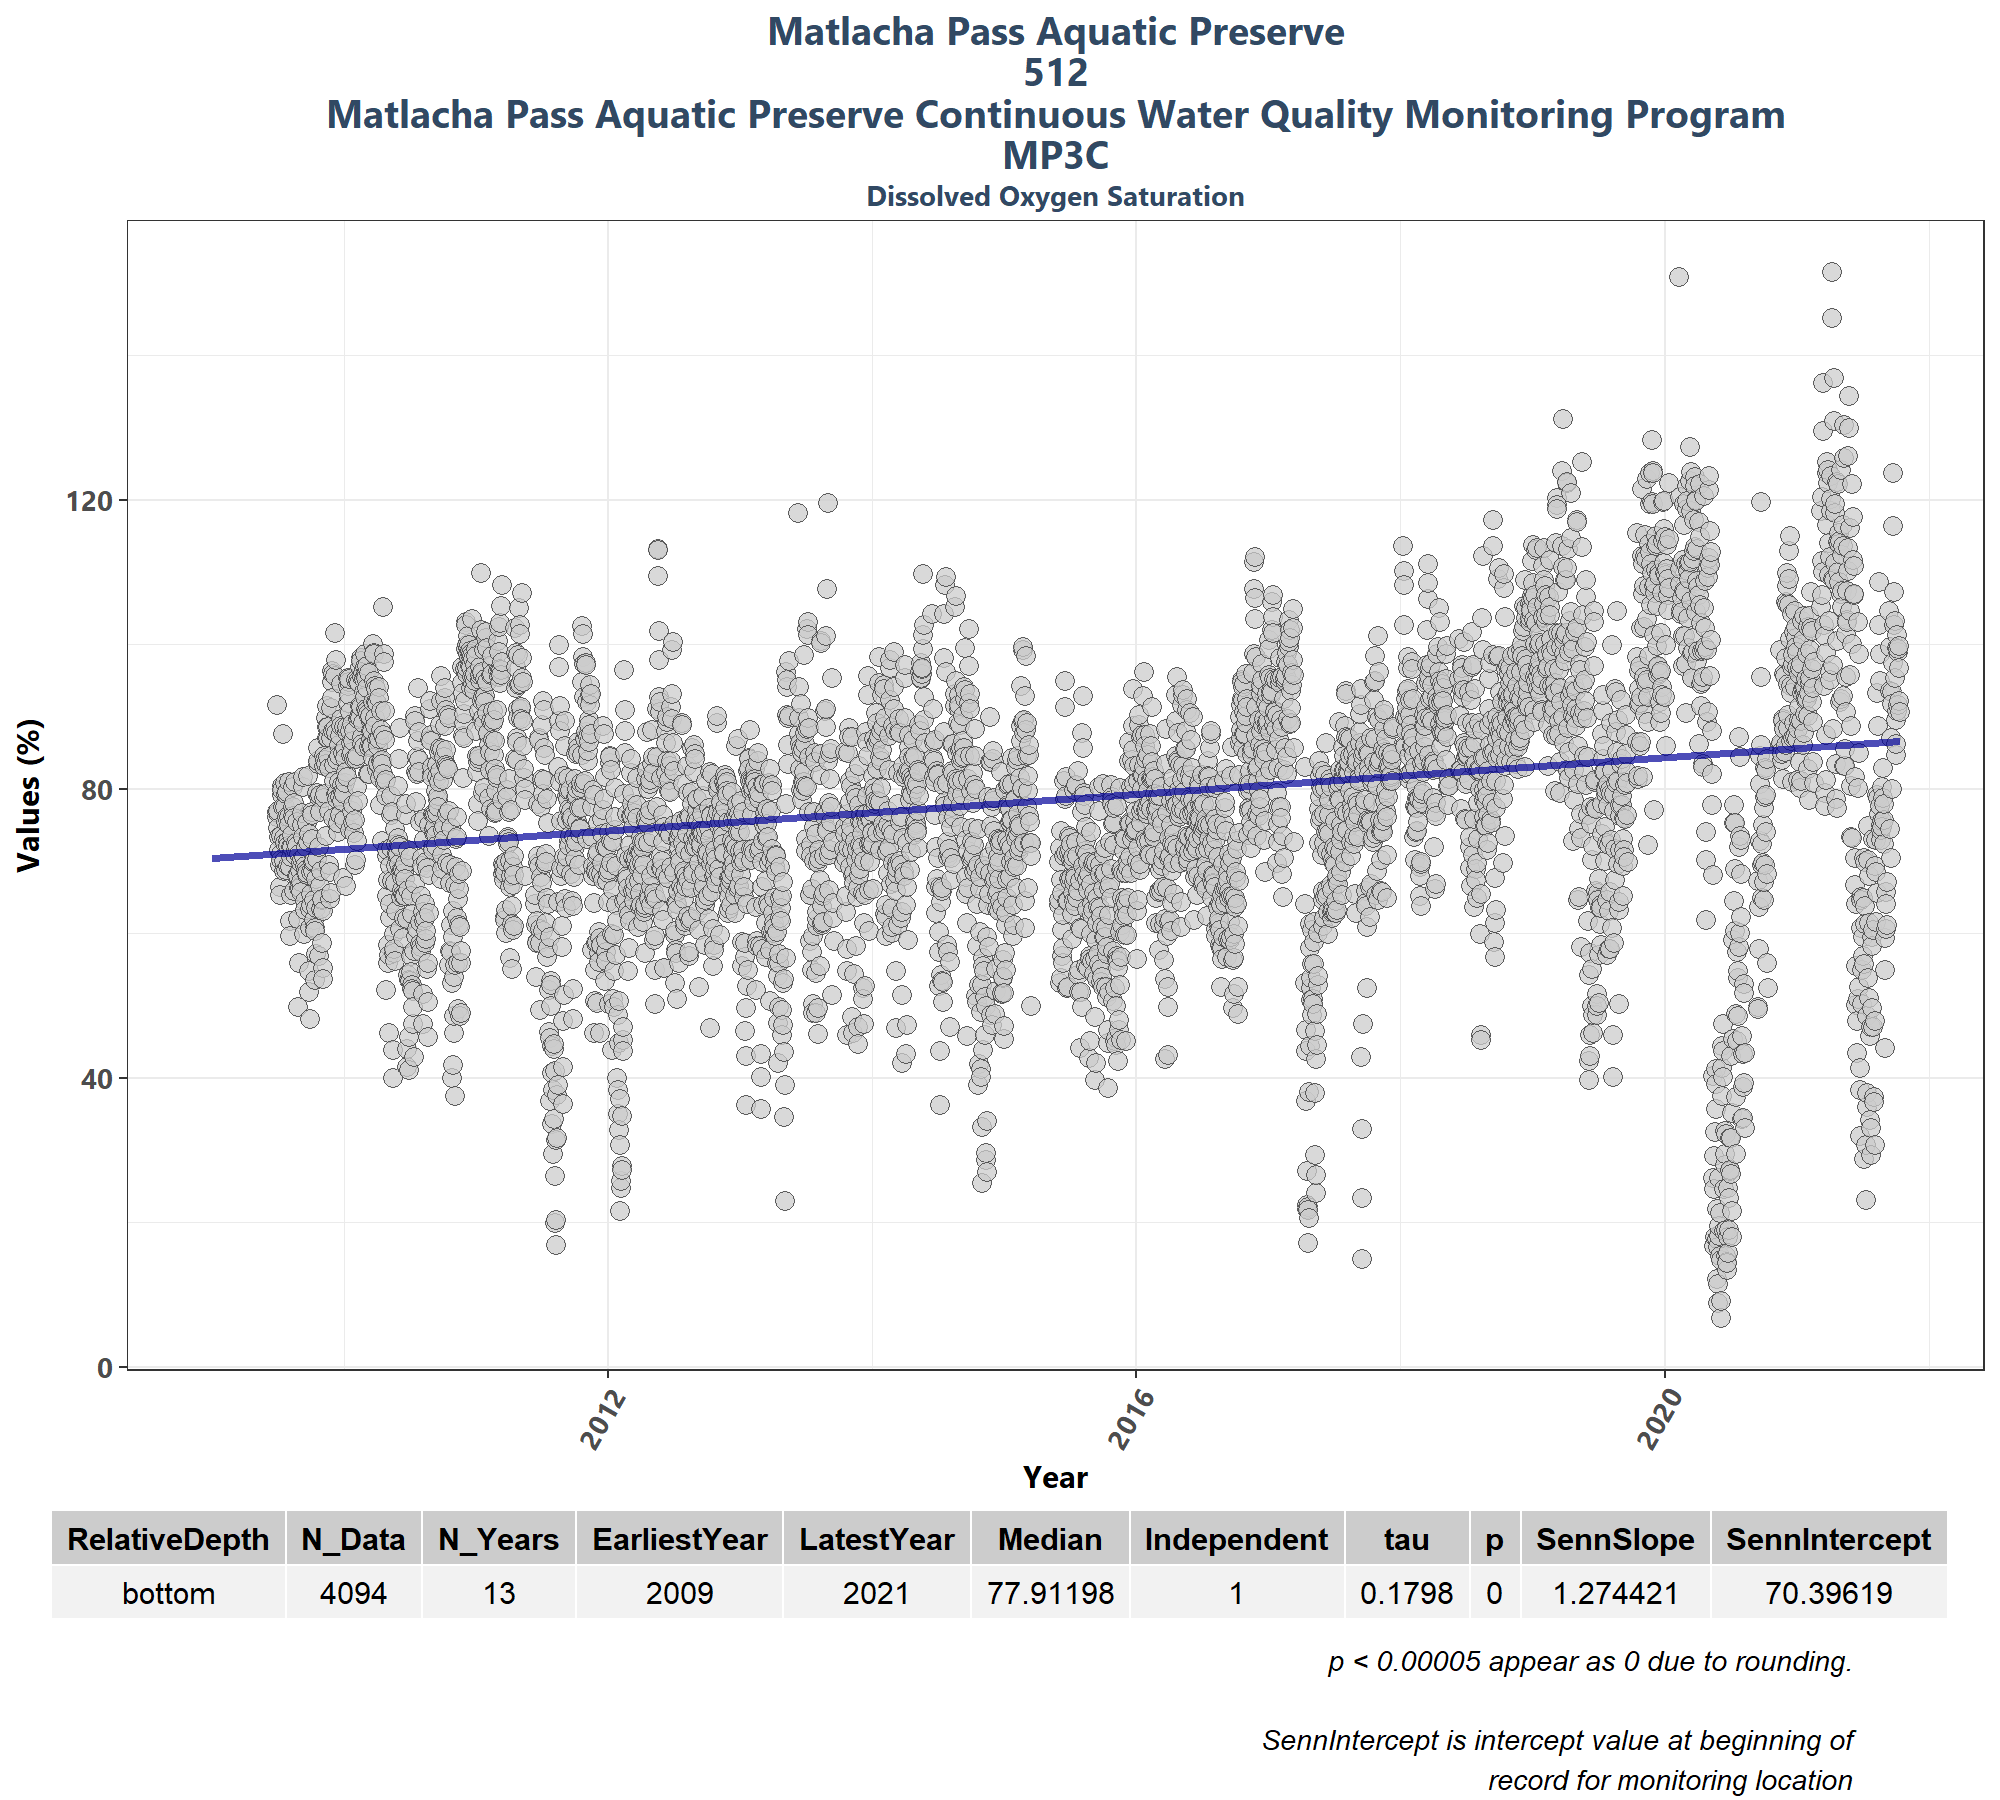 Matlacha Pass Aquatic Preserve
512
Matlacha Pass Aquatic Preserve Continuous Water Quality Monitoring Program
MP3C
Dissolved Oxygen Saturation
Values (%)
120
80
40
0
2012
2016
2020
Year
RelativeDepth N_Data N_Years EarliestYear LatestYear Median Independent tau p SennSlope SennIntercept
bottom 4094 13 2009 2021 77.91198 1 0.1798 0 1.274421 70.39619
p < 0.00005 appear as 0 due to rounding.
SennIntercept is intercept value at beginning of
record for monitoring location